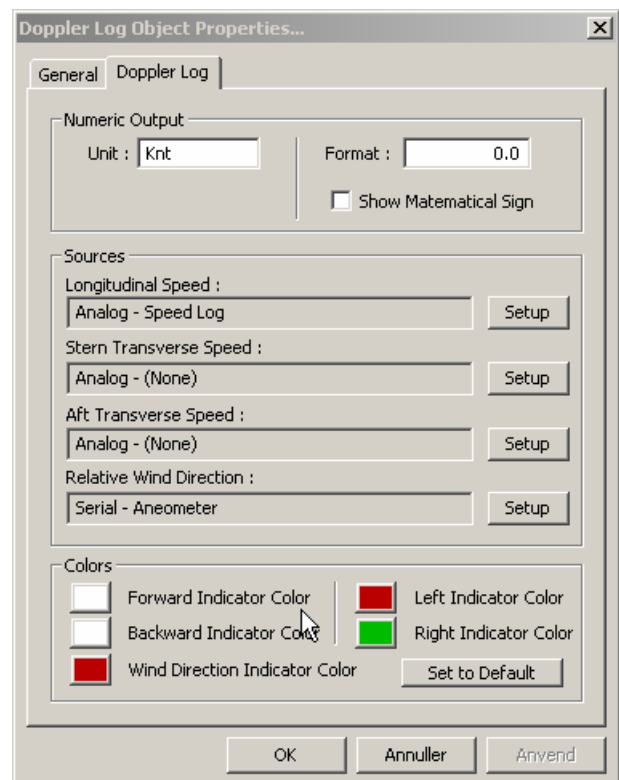 Doppler Log Object Properties...
General Doppler Log
Numeric Output
Unit : Knt Format : 0.0
Show Matematical Sign
Sources
Longitudinal Speed :
Analog - Speed Log Setup
Stern Transverse Speed :
Analog - (None) Setup
Aft Transverse Speed :
Analog - (None) Setup
Relative Wind Direction :
Serial - Aneometer Setup
Colors
Forward Indicator Color Left Indicator Color
Backward Indicator Color Right Indicator Color
Wind Direction Indicator Color Set to Default
OK Annuller Anvend